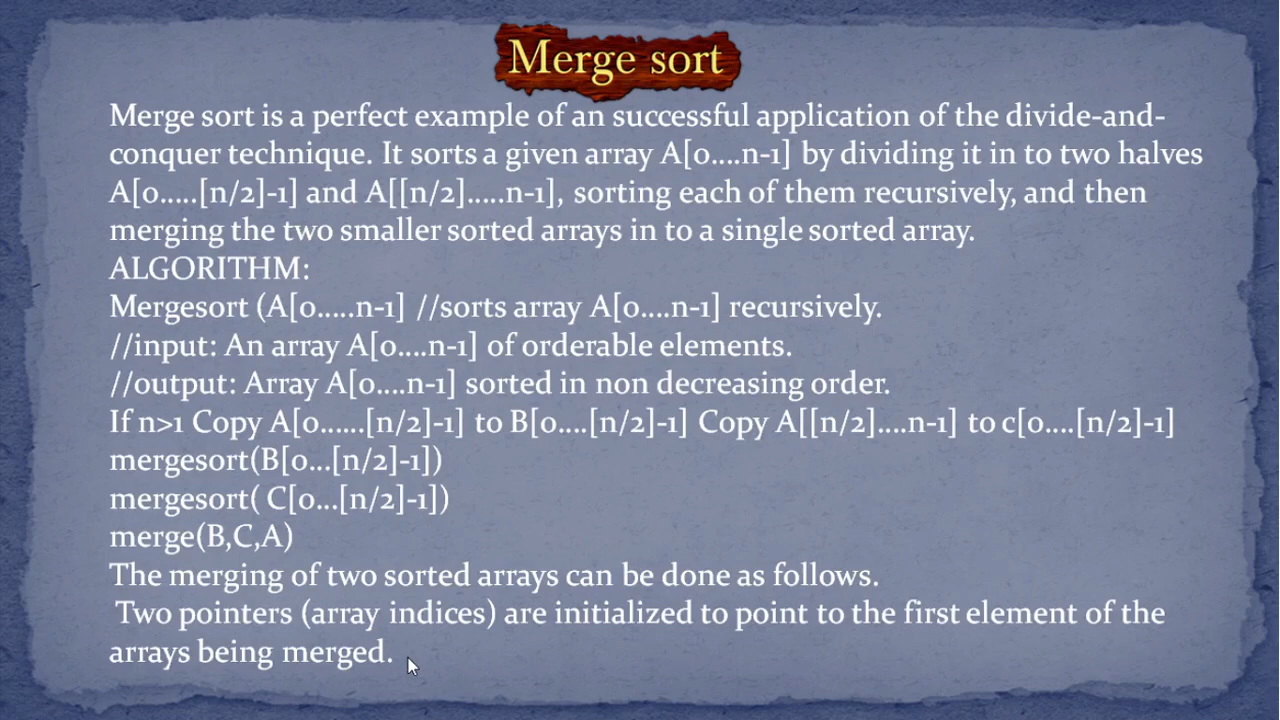 Merge sort
Merge sort is a perfect example of an successful application of the divide-and-
conquer technique. It sorts a given array A[0....n-1] by dividing it in to two halves
A[0.....[n/2]-1] and A[[n/2].....n-1], sorting each of them recursively, and then
merging the two smaller sorted arrays in to a single sorted array.
ALGORITHM:
Mergesort (A[0.....n-1] //sorts array A[0....n-1] recursively.
//input: An array A[0....n-1] of orderable elements.
//output: Array A[0....n-1] sorted in non decreasing order.
If n>1 Copy A[0......[n/2]-1] to B[0....[n/2]-1] Copy A[[n/2]....n-1] to c[0....[n/2]-1]
mergesort(B[0...[n/2]-1])
mergesort( C[0...[n/2]-1])
merge(B,C,A)
The merging of two sorted arrays can be done as follows.
Two pointers (array indices) are initialized to point to the first element of the
arrays being merged.